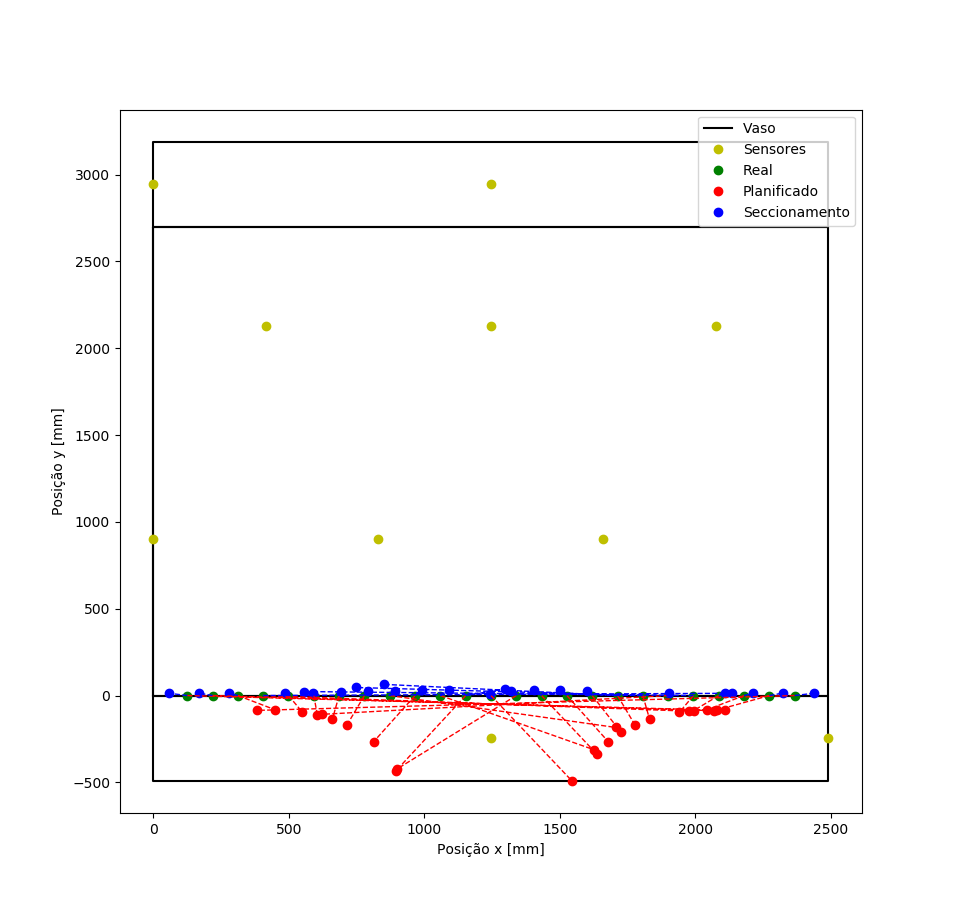 Vaso
Sensores
Real
Planificado
Seccionamento
3000
2500
2000
1500
1000
500
0
−500
Posição y [mm]
0 500 1000 1500 2000 2500
Posição x [mm]